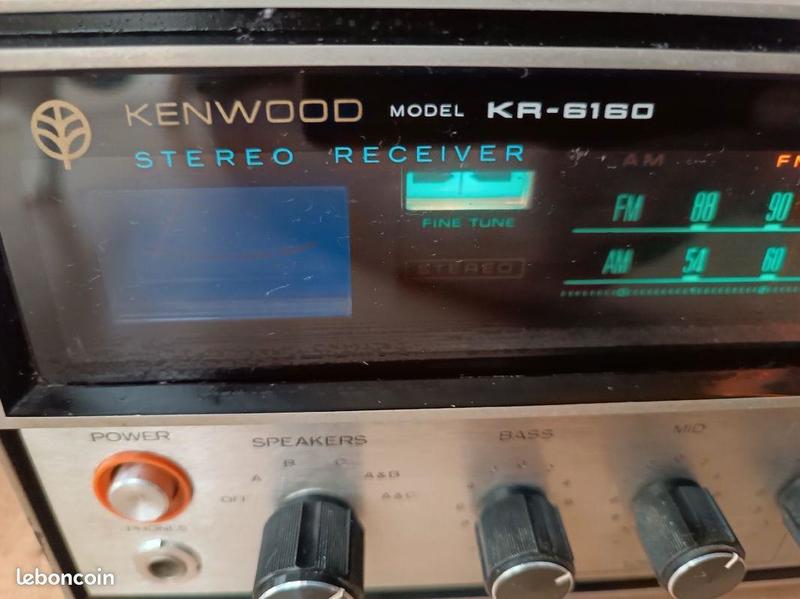 KENWOOD MODEL KR-6160
STEREO RECEIVER
AM FM
FINE TUNE
FM 88 90
STEREO
AM 54 60
POWER SPEAKERS BASS MID
OFF A B C A&B A&C
PHONES
leboncoin